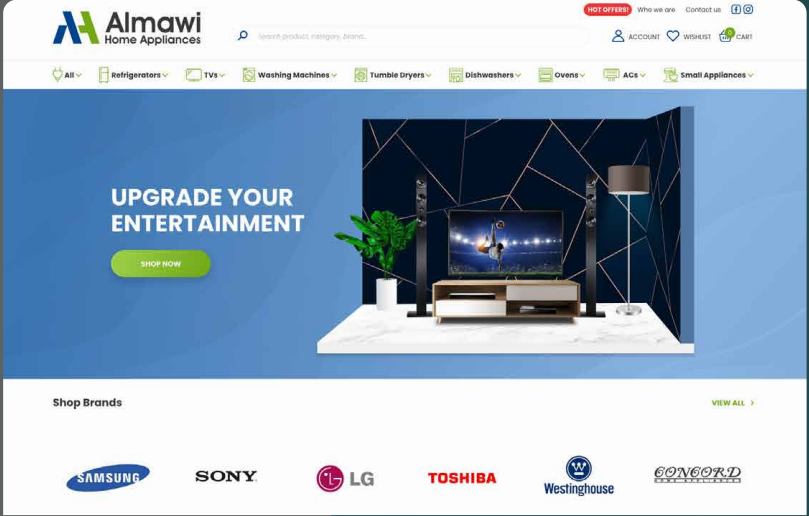 HOT OFFERS! Who we are Contact us
Almawi
Home Appliances
Search product, category, brand..
ACCOUNT WISHLIST 0 CART
All Refrigerators TVs Washing Machines Tumble Dryers Dishwashers Ovens ACs Small Appliances
UPGRADE YOUR
ENTERTAINMENT
SHOP NOW
Shop Brands VIEW ALL >
SAMSUNG SONY LG TOSHIBA W Westinghouse CONCORD
HOME APPLIANCES